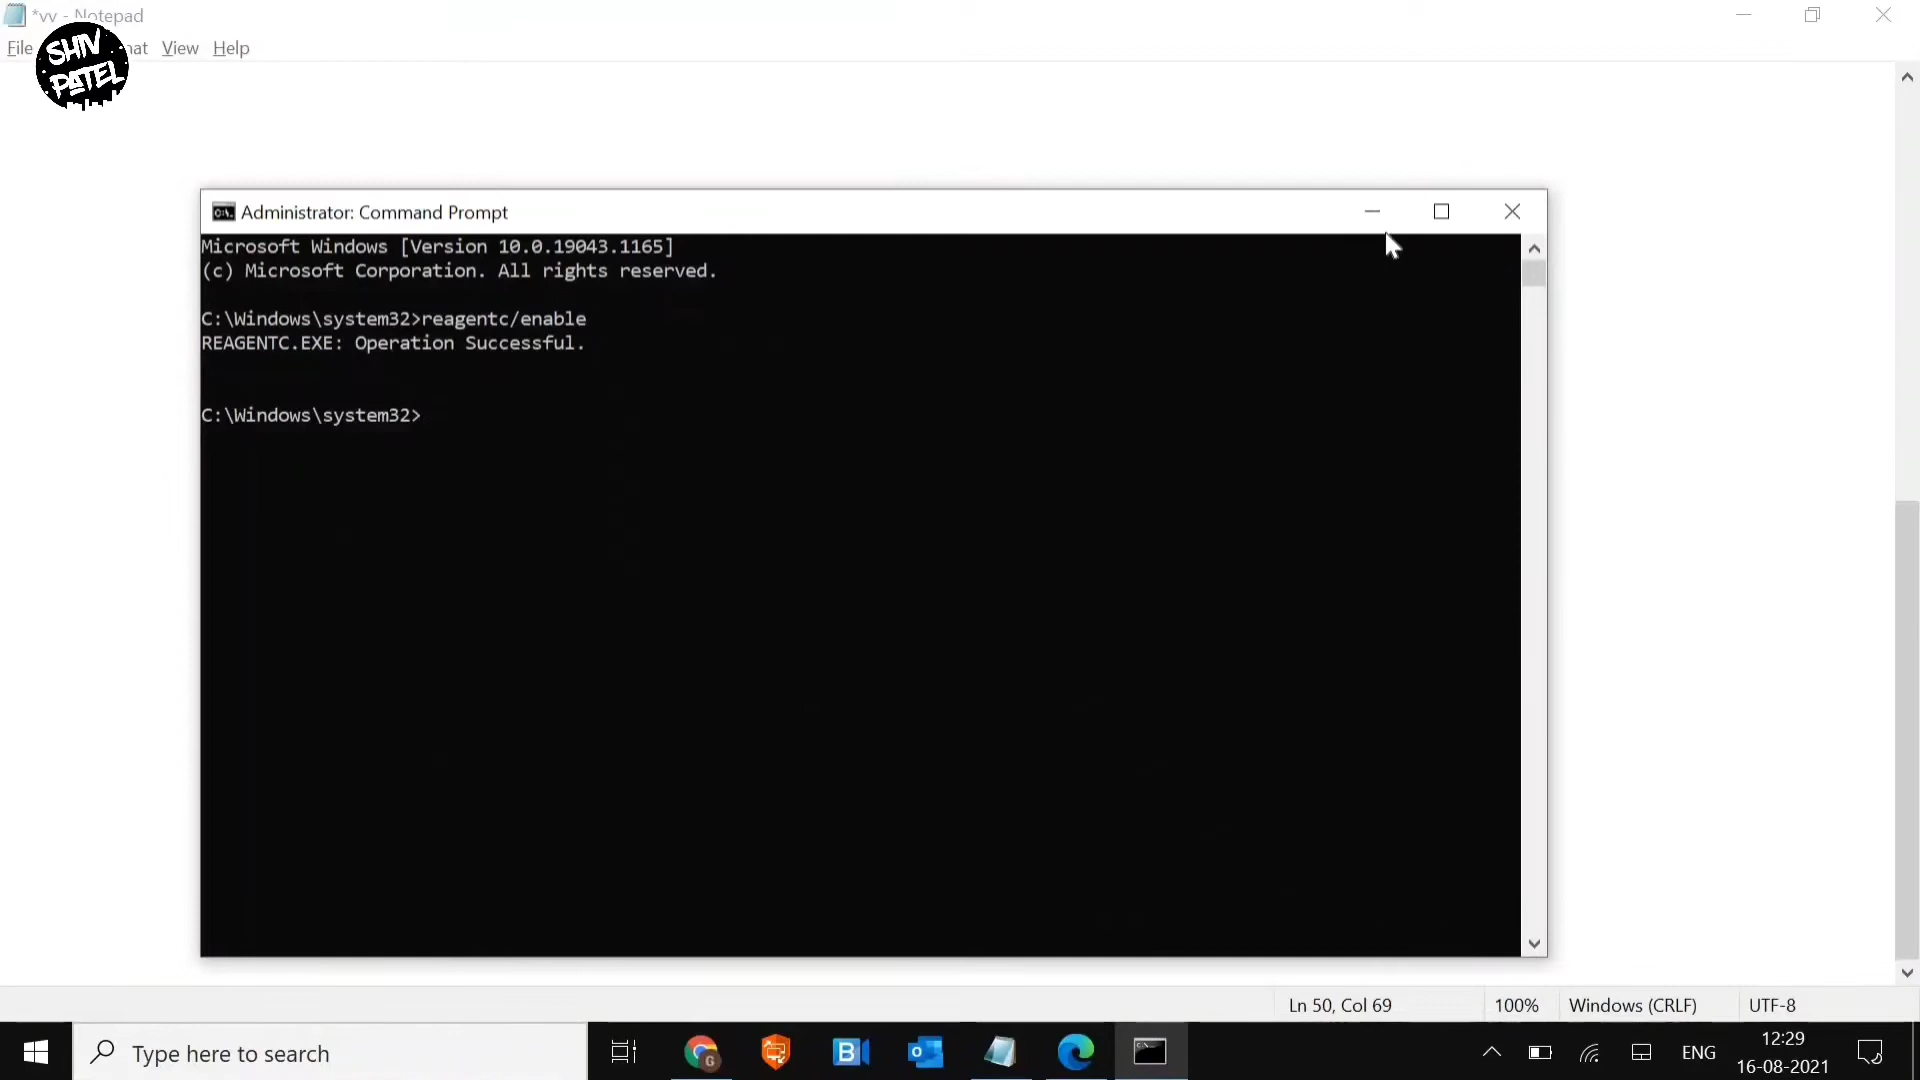 *vv - Notepad
File
mat View Help
SHIV
PATEL
Administrator: Command Prompt
Microsoft Windows [Version 10.0.19043.1165]
(c) Microsoft Corporation. All rights reserved.
C:\Windows\system32>reagentc/enable
REAGENTC.EXE: Operation Successful.
C:\Windows\system32>
Ln 50, Col 69
100%
Windows (CRLF)
UTF-8
Type here to search
ENG
12:29
16-08-2021